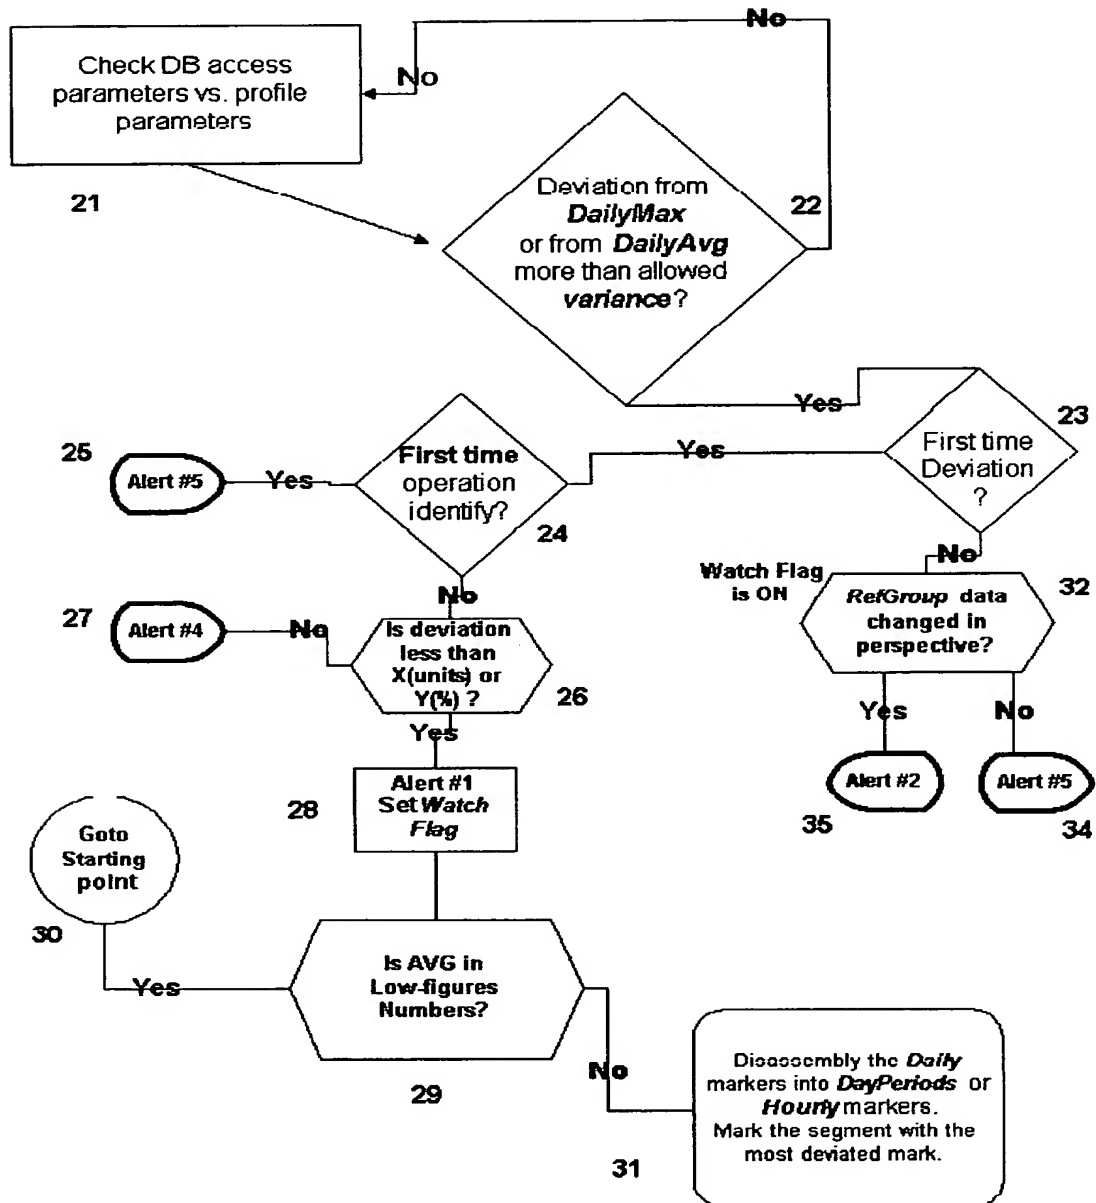 No
Check DB access
parameters vs. profile
parameters
No
21
Deviation from
DailyMax
or from DailyAvg
more than allowed
variance?
22
Yes
23
First time
Deviation
?
Yes
25
Alert #5
Yes
First time
operation
identify?
24
No
Watch Flag
is ON
No
RefGroup data
changed in
perspective?
32
27
Alert #4
No
Is deviation
less than
X(units) or
Y(%) ?
26
Yes
Yes
No
Alert #2
35
Alert #5
34
Alert #1
Set Watch
Flag
28
Goto
Starting
point
30
Yes
Is AVG in
Low-figures
Numbers?
29
No
Disassembly the Daily
markers into DayPeriods or
Hourly markers.
Mark the segment with the
most deviated mark.
31